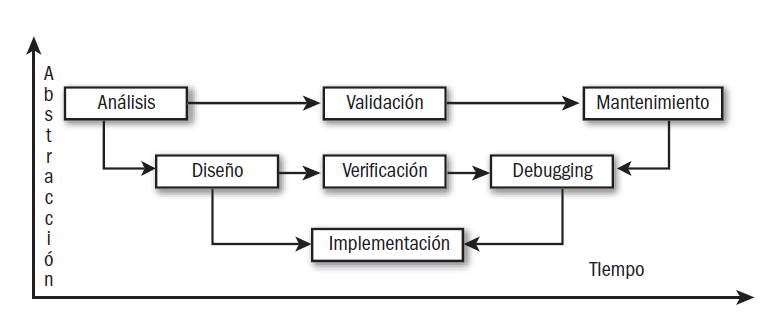 Abstracción
Análisis
Validación
Mantenimiento
Diseño
Verificación
Debugging
Implementación
TIempo